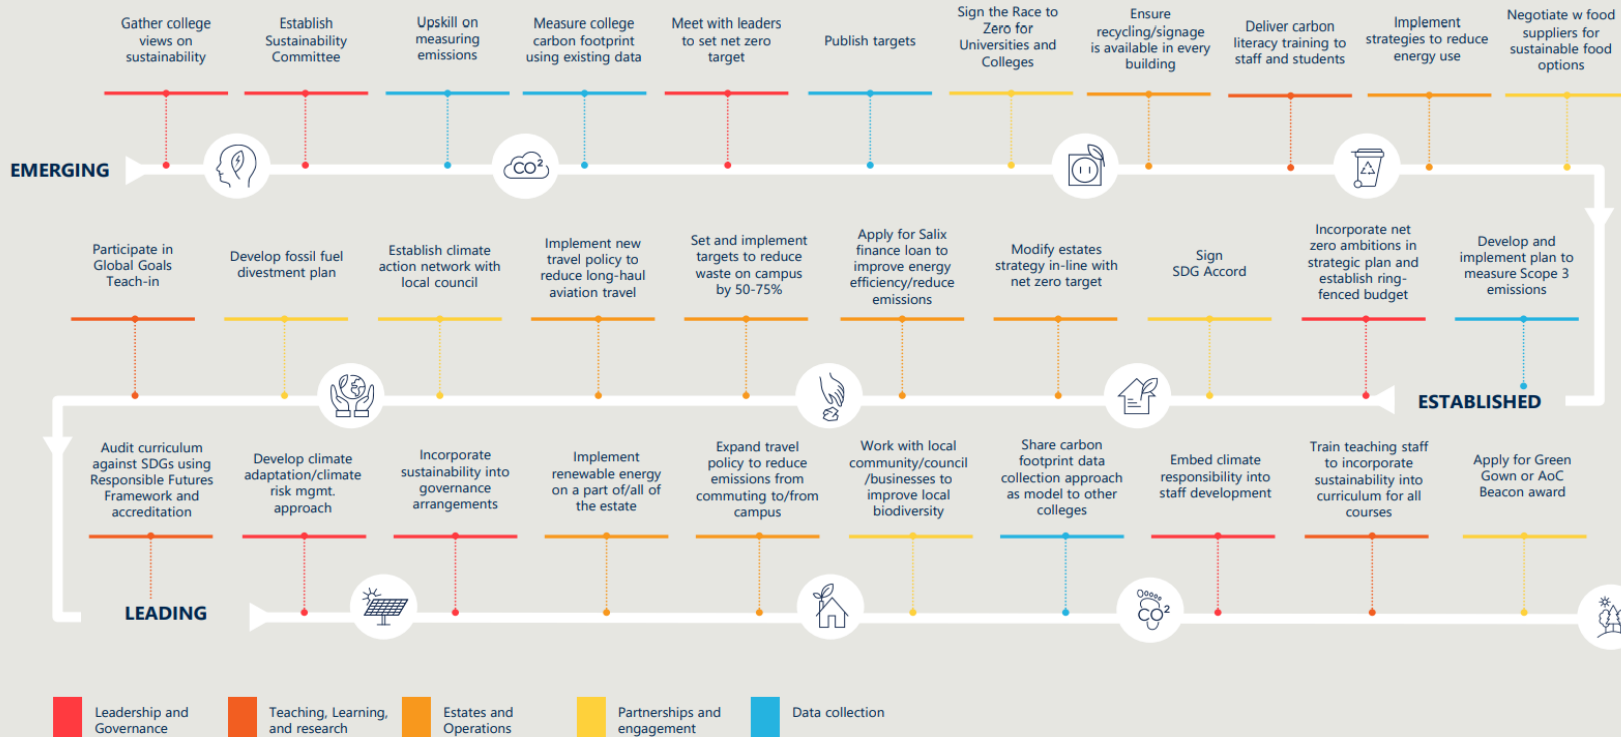 Gather college
views on
sustainability
Establish
Sustainability
Committee
Upskill on
measuring
emissions
Measure college
carbon footprint
using existing data
Meet with leaders
to set net zero
target
Publish targets
Sign the Race to
Zero for
Universities and
Colleges
Ensure
recycling/signage
is available in every
building
Deliver carbon
literacy training to
staff and students
Implement
strategies to reduce
energy use
Negotiate w food
suppliers for
sustainable food
options
EMERGING
CO²
Participate in
Global Goals
Teach-in
Develop fossil fuel
divestment plan
Establish climate
action network with
local council
Implement new
travel policy to
reduce long-haul
aviation travel
Set and implement
targets to reduce
waste on campus
by 50-75%
Apply for Salix
finance loan to
improve energy
efficiency/reduce
emissions
Modify estates
strategy in-line with
net zero target
Sign
SDG Accord
Incorporate net
zero ambitions in
strategic plan and
establish ring-
fenced budget
Develop and
implement plan to
measure Scope 3
emissions
ESTABLISHED
Audit curriculum
against SDGs using
Responsible Futures
Framework and
accreditation
Develop climate
adaptation/climate
risk mgmt.
approach
Incorporate
sustainability into
governance
arrangements
Implement
renewable energy
on a part of/all of
the estate
Expand travel
policy to reduce
emissions from
commuting to/from
campus
Work with local
community/council
/businesses to
improve local
biodiversity
Share carbon
footprint data
collection approach
as model to other
colleges
Embed climate
responsibility into
staff development
Train teaching staff
to incorporate
sustainability into
curriculum for all
courses
Apply for Green
Gown or AoC
Beacon award
LEADING
CO²
Leadership and
Governance
Teaching, Learning,
and research
Estates and
Operations
Partnerships and
engagement
Data collection